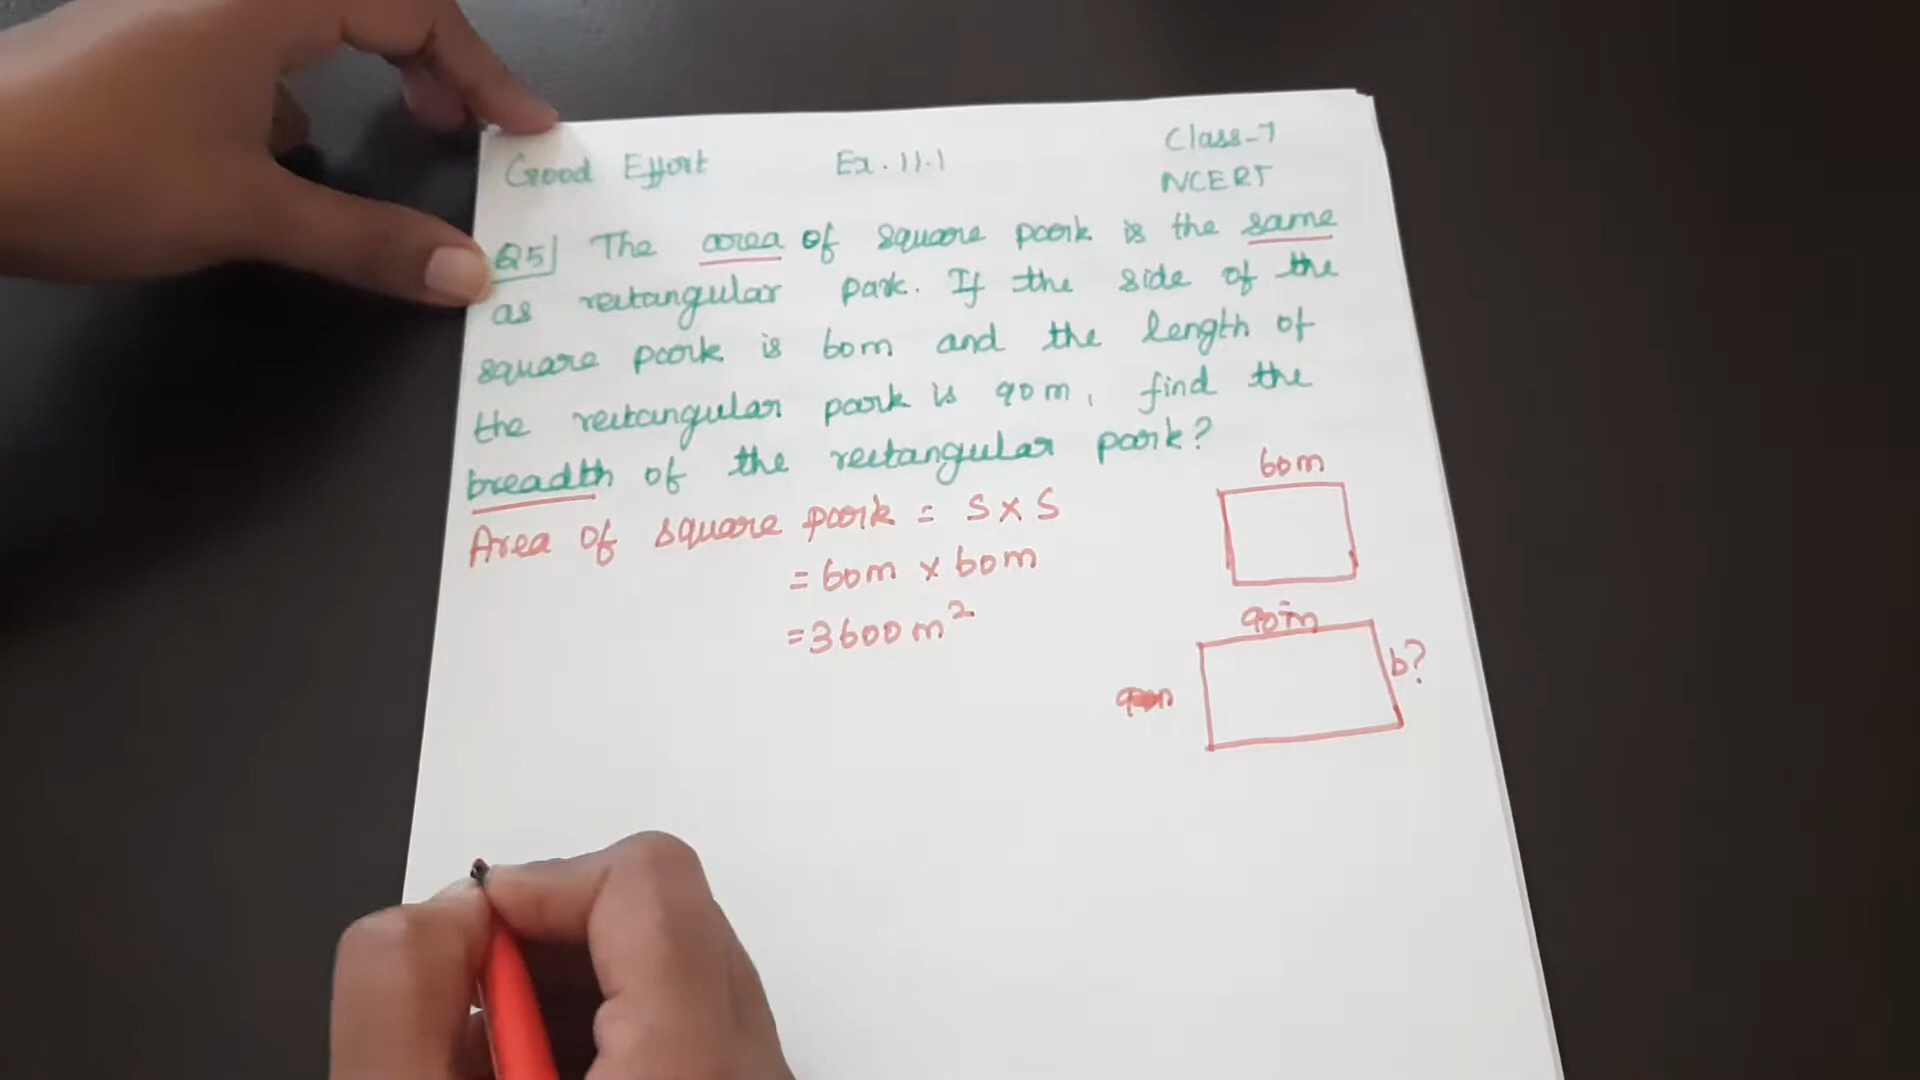 Good Effort Ex. 11.1 Class-7
NCERT
Q5| The area of square park is the same
as rectangular park. If the side of the
square park is 60m and the length of
the rectangular park is 90m, find the
breadth of the rectangular park?
Area of square park = S x S
= 60m x 60m
= 3600m²
60m
90m
b?